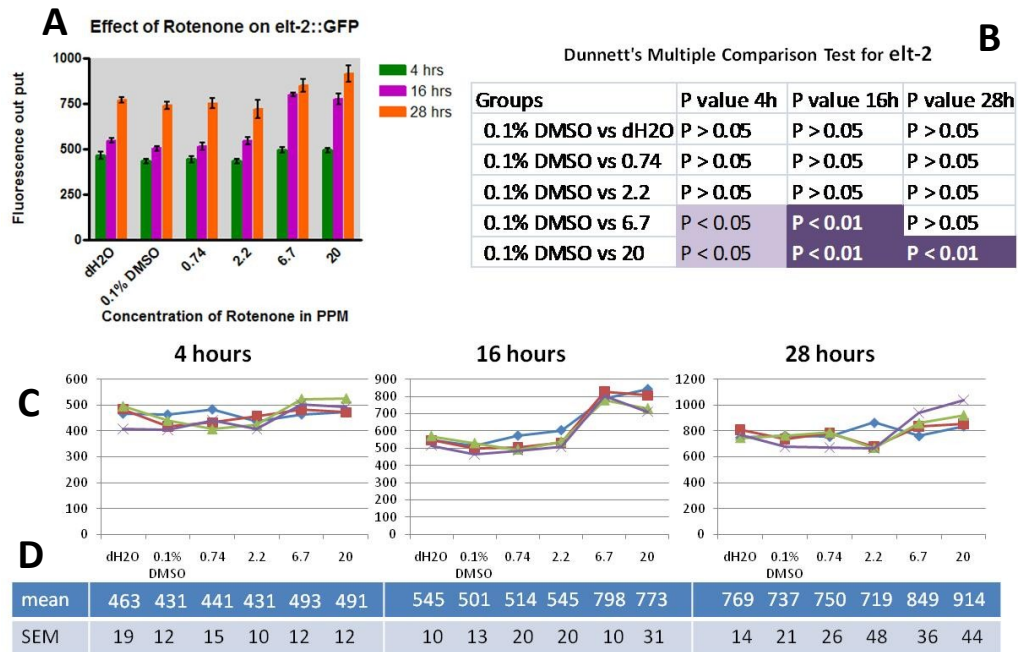 A
Effect of Rotenone on elt-2::GFP
1000
750
500
250
0
Fluorescence out put
4 hrs
16 hrs
28 hrs
dH2O
0.1% DMSO
0.74
2.2
6.7
20
Concentration of Rotenone in PPM
B
Dunnett's Multiple Comparison Test for elt-2
Groups P value 4h P value 16h P value 28h
0.1% DMSO vs dH2O P > 0.05 P > 0.05 P > 0.05
0.1% DMSO vs 0.74 P > 0.05 P > 0.05 P > 0.05
0.1% DMSO vs 2.2 P > 0.05 P > 0.05 P > 0.05
0.1% DMSO vs 6.7 P < 0.05 P < 0.01 P > 0.05
0.1% DMSO vs 20 P < 0.05 P < 0.01 P < 0.01
C
4 hours
600
500
400
300
200
100
0
dH2O 0.1% DMSO 0.74 2.2 6.7 20
16 hours
900
800
700
600
500
400
300
200
100
0
dH2O 0.1% DMSO 0.74 2.2 6.7 20
28 hours
1200
1000
800
600
400
200
0
dH2O 0.1% DMSO 0.74 2.2 6.7 20
D
mean 463 431 441 431 493 491 545 501 514 545 798 773 769 737 750 719 849 914
SEM 19 12 15 10 12 12 10 13 20 20 10 31 14 21 26 48 36 44